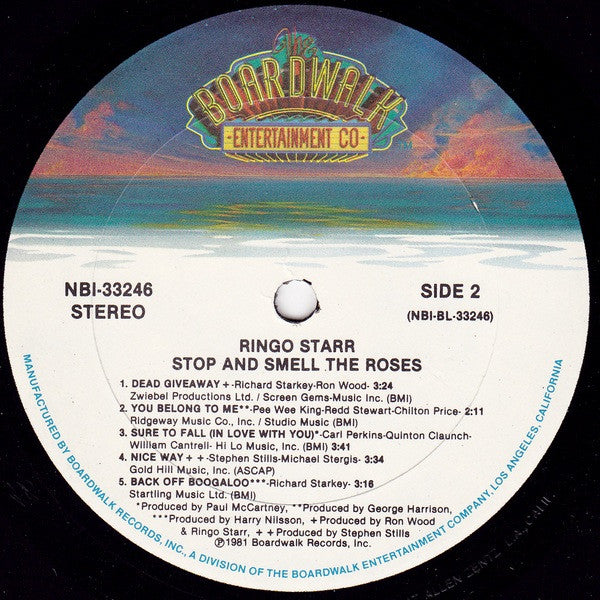 The
BOARDWALK
·ENTERTAINMENT CO·
NBI-33246
STEREO
SIDE 2
(NBI-BL-33246)
RINGO STARR
STOP AND SMELL THE ROSES
1. DEAD GIVEAWAY +-Richard Starkey-Ron Wood- 3:24
Zwiebel Productions Ltd. / Screen Gems-Music Inc. (BMI)
2. YOU BELONG TO ME**-Pee Wee King-Redd Stewart-Chilton Price- 2:11
Ridgeway Music Co., Inc. / Studio Music (BMI)
3. SURE TO FALL (IN LOVE WITH YOU)*-Carl Perkins-Quinton Claunch-
William Cantrell- Hi Lo Music, Inc. (BMI) 3:41
4. NICE WAY ++-Stephen Stills-Michael Stergis- 3:34
Gold Hill Music, Inc. (ASCAP)
5. BACK OFF BOOGALOO***-Richard Starkey- 3:16
Startling Music Ltd. (BMI)
*Produced by Paul McCartney, **Produced by George Harrison,
***Produced by Harry Nilsson, +Produced by Ron Wood
& Ringo Starr, ++Produced by Stephen Stills
℗1981 Boardwalk Records, Inc.
MANUFACTURED BY BOARDWALK RECORDS, INC., A DIVISION OF THE BOARDWALK ENTERTAINMENT COMPANY, LOS ANGELES, CALIFORNIA